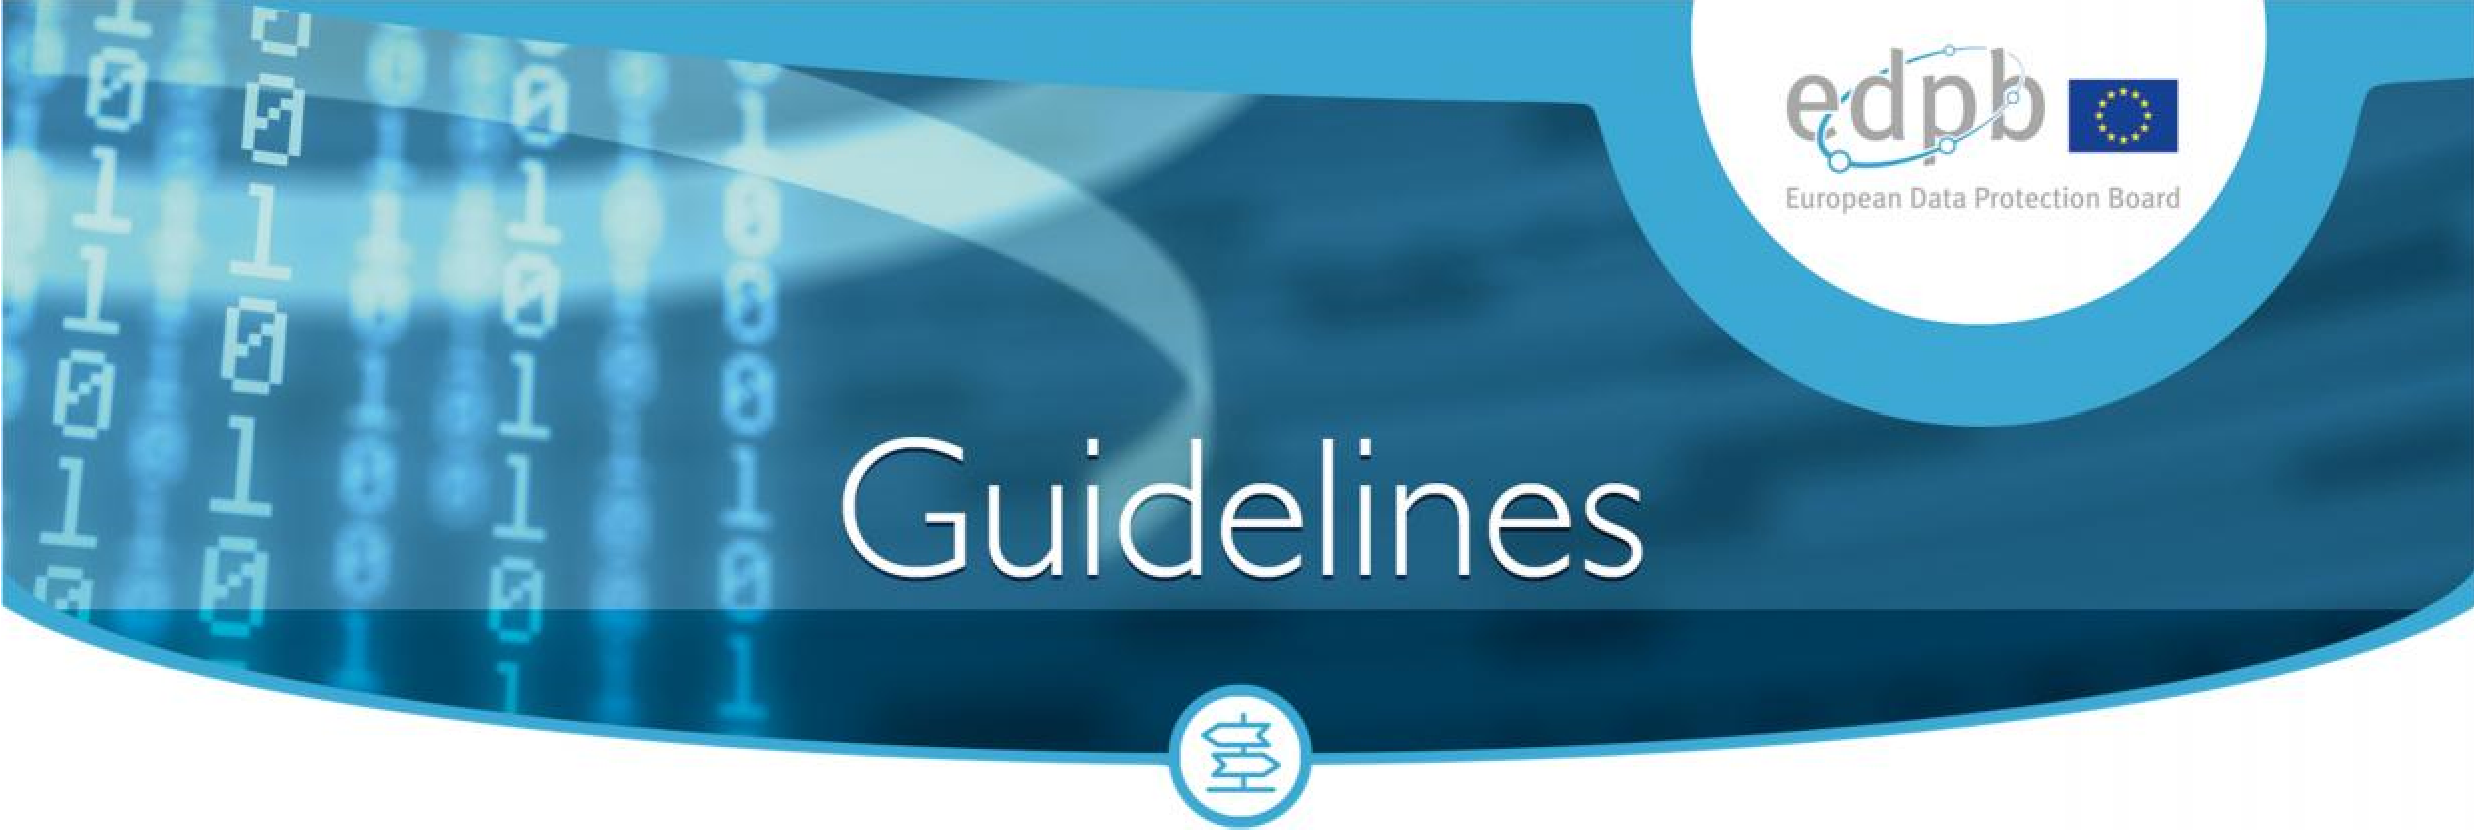 edpb
European Data Protection Board
Guidelines